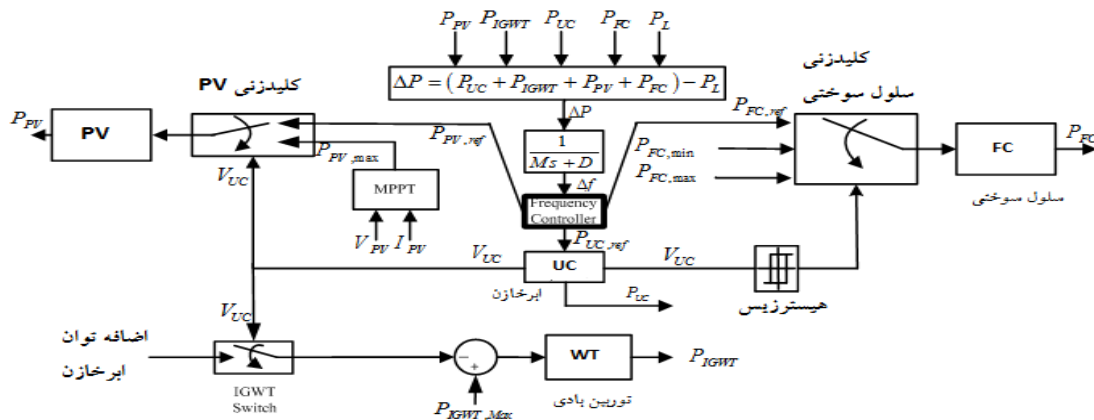 P_PV P_IGWT P_UC P_FC P_L
ΔP = (P_UC + P_IGWT + P_PV + P_FC) − P_L
کلیدزنی PV
کلیدزنی
سلول سوختی
ΔP
P_PV
PV
P_PV,ref
P_FC,ref
1
Ms + D
P_PV,max
P_FC,min
P_FC,max
FC
P_FC
سلول سوختی
V_UC
MPPT
Δf
Frequency
Controller
V_PV I_PV
P_UC,ref
V_UC
UC
V_UC
ابرخازن
P_UC
هیسترزیس
V_UC
اضافه توان
ابرخازن
IGWT
Switch
−
+
WT
P_IGWT
P_IGWT,Max
توربین بادی